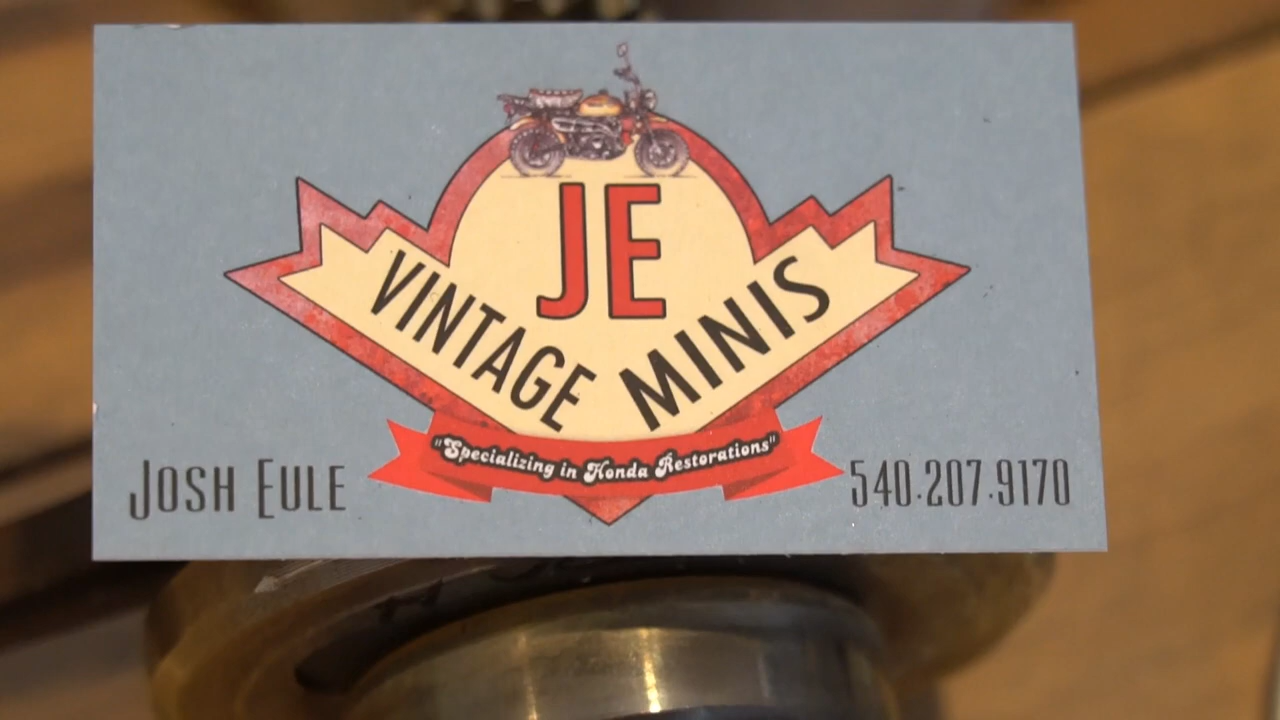 JE
VINTAGE MINIS
"Specializing in Honda Restorations"
JOSH EULE
540.207.9170